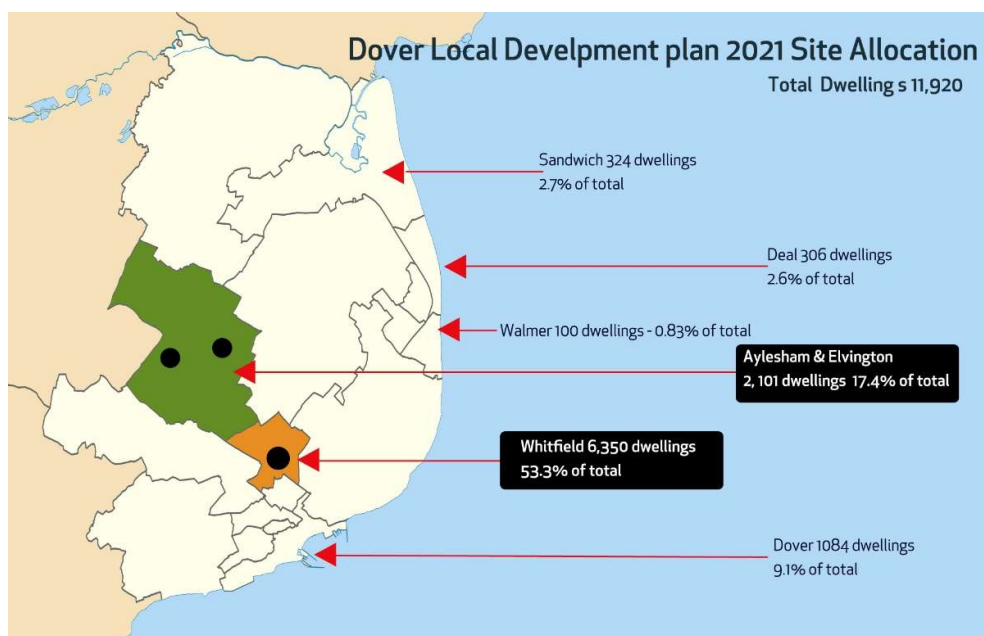 Dover Local Develpment plan 2021 Site Allocation
Total Dwelling s 11,920
Sandwich 324 dwellings
2.7% of total
Deal 306 dwellings
2.6% of total
Walmer 100 dwellings - 0.83% of total
Aylesham & Elvington
2, 101 dwellings 17.4% of total
Whitfield 6,350 dwellings
53.3% of total
Dover 1084 dwellings
9.1% of total